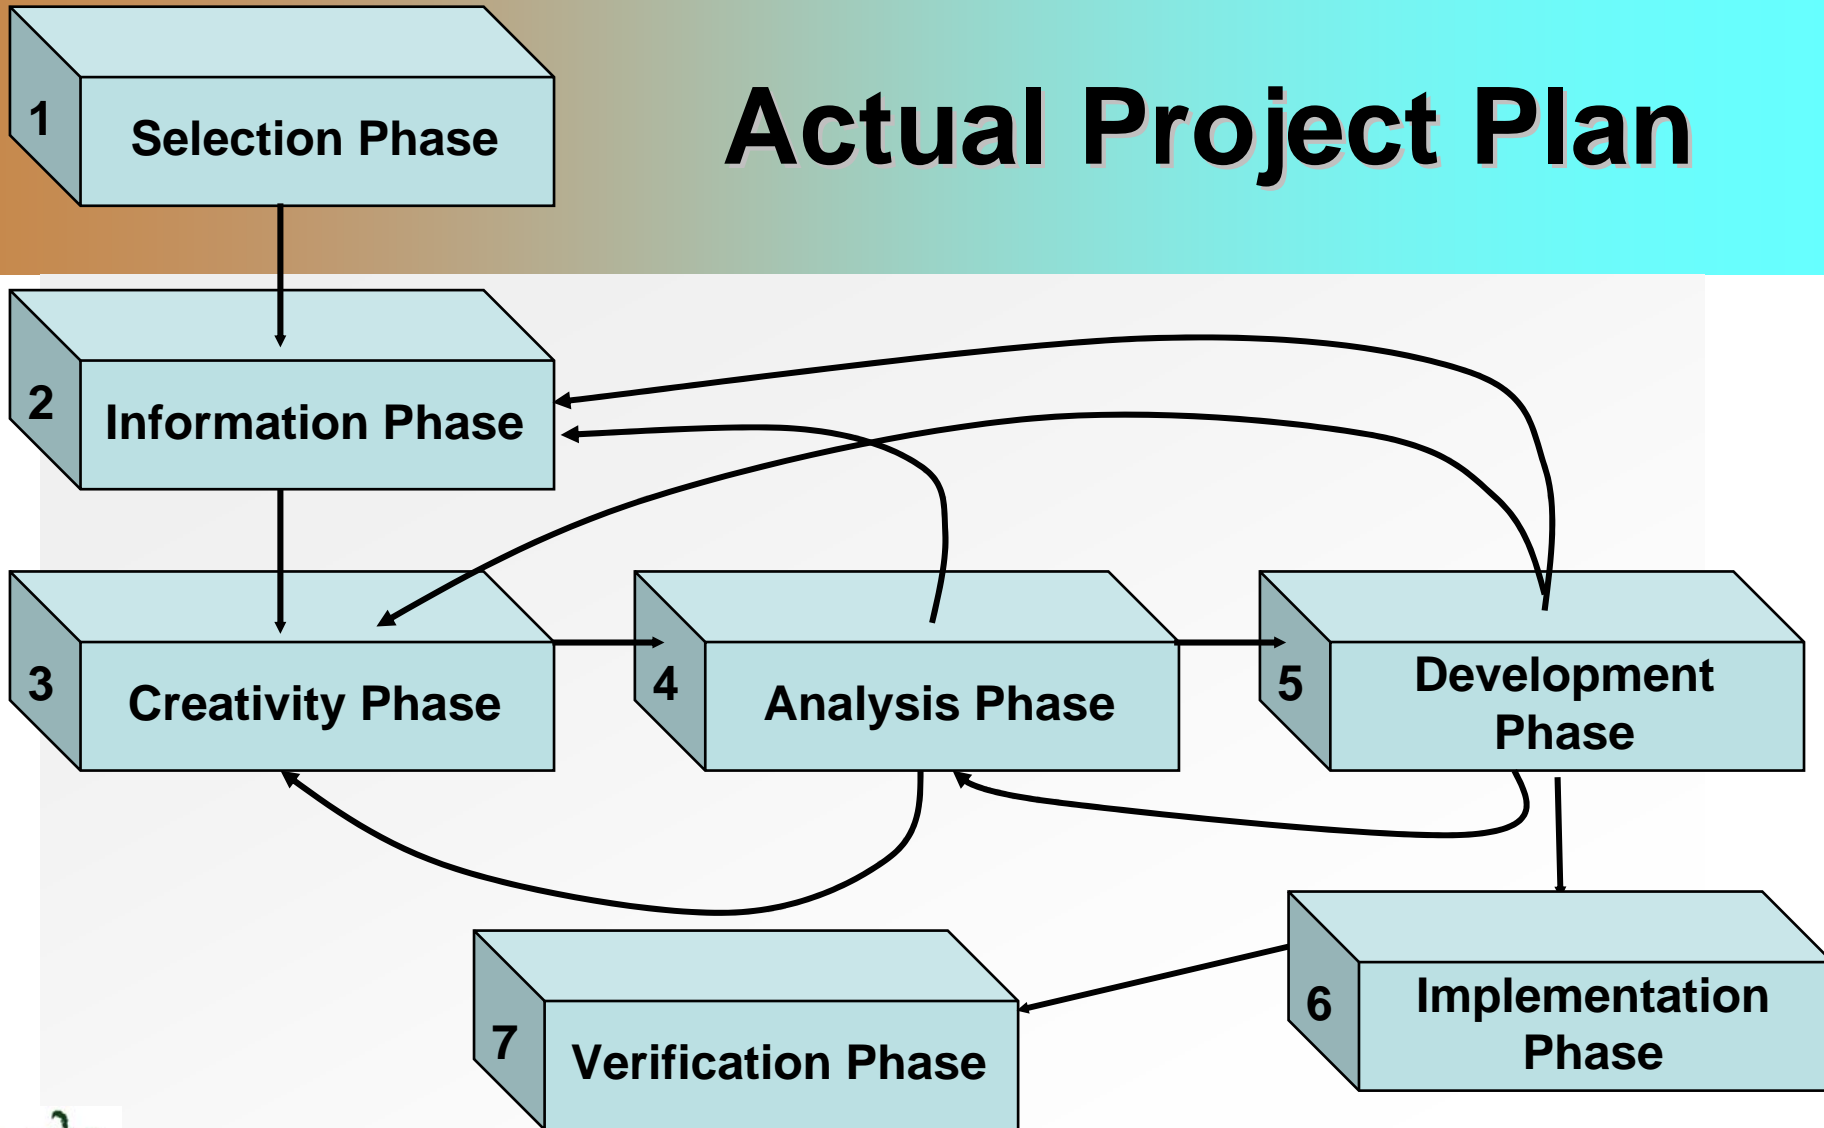 Actual Project Plan
1
Selection Phase
2
Information Phase
3
Creativity Phase
4
Analysis Phase
5
Development
Phase
6
Implementation
Phase
7
Verification Phase